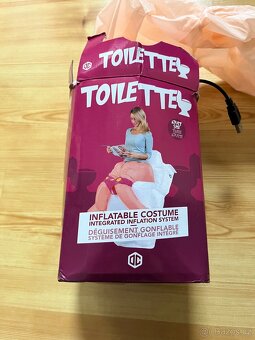 TOILETTE
TOILETTE
INFLATABLE COSTUME
INTEGRATED INFLATION SYSTEM
DÉGUISEMENT GONFLABLE
SYSTÈME DE GONFLAGE INTÉGRÉ